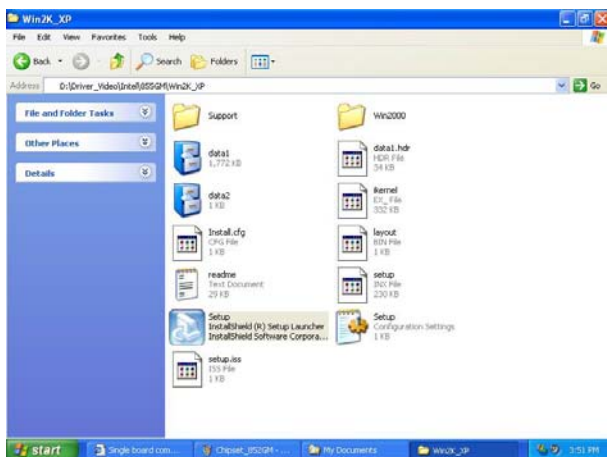 Win2K_XP
File Edit View Favorites Tools Help
Back Search Folders
Address D:\Driver_Video\Intel\855GM\Win2K_XP Go
File and Folder Tasks
Other Places
Details
Support
Win2000
data1
1,772 KB
data1.hdr
HDR File
54 KB
data2
1 KB
ikernel
EX_ File
332 KB
Install.cfg
CFG File
1 KB
layout
BIN File
1 KB
readme
Text Document
29 KB
setup
INX File
230 KB
Setup
InstallShield (R) Setup Launcher
InstallShield Software Corpora...
Setup
Configuration Settings
1 KB
setup.iss
ISS File
1 KB
start Single board com... Chipset_852GM - ... My Documents Win2K_XP 3:51 PM